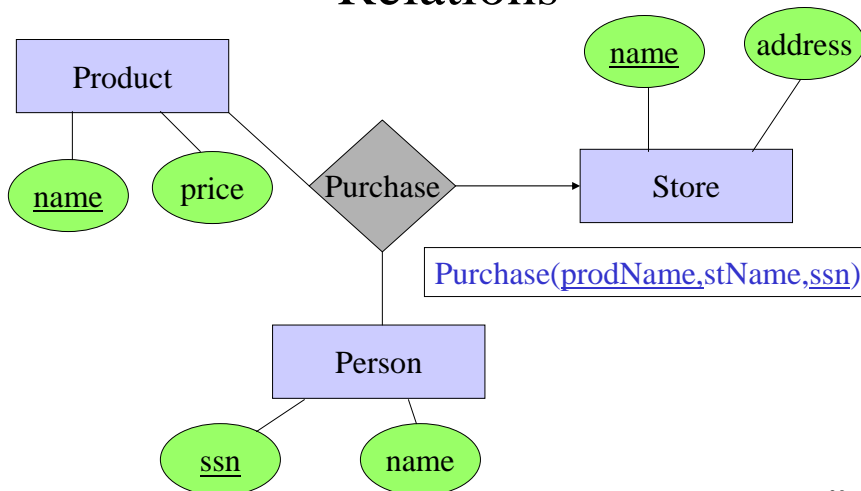 Relations
name
address
Product
name
price
Purchase
Store
Purchase(prodName,stName,ssn)
Person
ssn
name